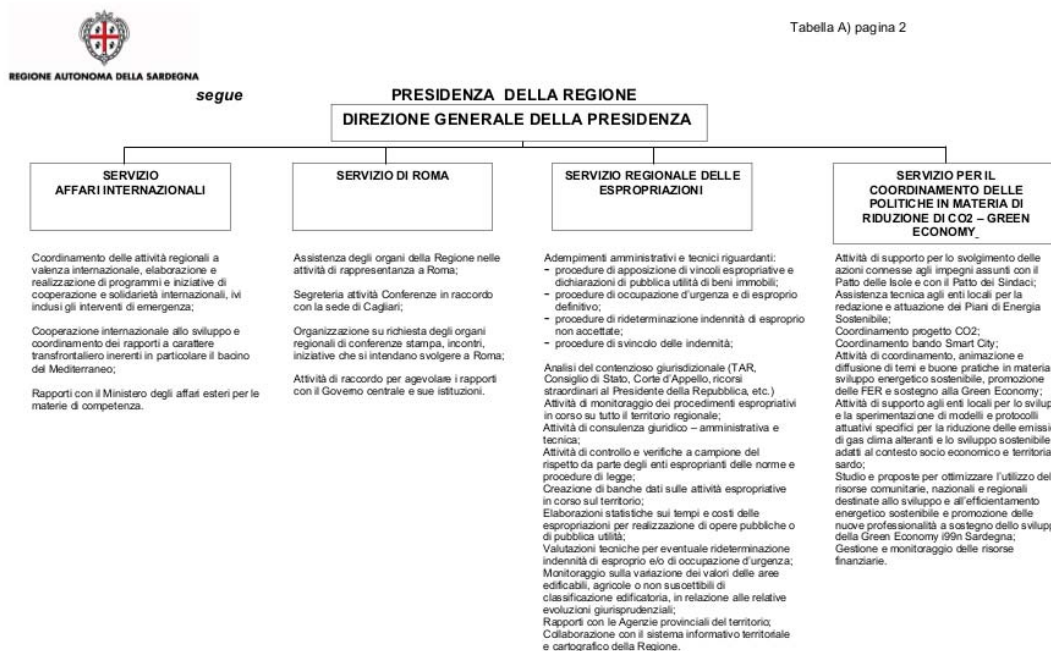 Tabella A) pagina 2
REGIONE AUTONOMA DELLA SARDEGNA
segue
PRESIDENZA DELLA REGIONE
DIREZIONE GENERALE DELLA PRESIDENZA
SERVIZIO
AFFARI INTERNAZIONALI
Coordinamento delle attività regionali a
valenza internazionale, elaborazione e
realizzazione di programmi e iniziative di
cooperazione e solidarietà internazionali, ivi
inclusi gli interventi di emergenza;
Cooperazione internazionale allo sviluppo e
coordinamento dei rapporti a carattere
transfrontaliero inerenti in particolare il bacino
del Mediterraneo;
Rapporti con il Ministero degli affari esteri per le
materie di competenza.
SERVIZIO DI ROMA
Assistenza degli organi della Regione nelle
attività di rappresentanza a Roma;
Segreteria attività Conferenze in raccordo
con la sede di Cagliari;
Organizzazione su richiesta degli organi
regionali di conferenze stampa, incontri,
iniziative che si intendano svolgere a Roma;
Attività di raccordo per agevolare i rapporti
con il Governo centrale e sue istituzioni.
SERVIZIO REGIONALE DELLE
ESPROPRIAZIONI
Adempimenti amministrativi e tecnici riguardanti:
- procedure di apposizione di vincoli espropriative e
dichiarazioni di pubblica utilità di beni immobili;
- procedure di occupazione d'urgenza e di esproprio
definitivo;
- procedure di rideterminazione indennità di esproprio
non accettate;
- procedure di svincolo delle indennità;
Analisi del contenzioso giurisdizionale (TAR,
Consiglio di Stato, Corte d'Appello, ricorsi
straordinari al Presidente della Repubblica, etc.)
Attività di monitoraggio dei procedimenti espropriativi
in corso su tutto il territorio regionale;
Attività di consulenza giuridico – amministrativa e
tecnica;
Attività di controllo e verifiche a campione del
rispetto da parte degli enti esproprianti delle norme e
procedure di legge;
Creazione di banche dati sulle attività espropriative
in corso sul territorio;
Elaborazioni statistiche sui tempi e costi delle
espropriazioni per realizzazione di opere pubbliche o
di pubblica utilità;
Valutazioni tecniche per eventuale rideterminazione
indennità di esproprio e/o di occupazione d'urgenza;
Monitoraggio sulla variazione dei valori delle aree
edificabili, agricole o non suscettibili di
classificazione edificatoria, in relazione alle relative
evoluzioni giurisprudenziali;
Rapporti con le Agenzie provinciali del territorio;
Collaborazione con il sistema informativo territoriale
e cartografico della Regione.
SERVIZIO PER IL
COORDINAMENTO DELLE
POLITICHE IN MATERIA DI
RIDUZIONE DI CO2 – GREEN
ECONOMY
Attività di supporto per lo svolgimento delle
azioni connesse agli impegni assunti con il
Patto delle Isole e con il Patto dei Sindaci;
Assistenza tecnica agli enti locali per la
redazione e attuazione dei Piani di Energia
Sostenibile;
Coordinamento progetto CO2;
Coordinamento bando Smart City;
Attività di coordinamento, animazione e
diffusione di temi e buone pratiche in materia
sviluppo energetico sostenibile, promozione
delle FER e sostegno alla Green Economy;
Attività di supporto agli enti locali per lo svilup
e la sperimentazione di modelli e protocolli
attuativi specifici per la riduzione delle emissio
di gas clima alteranti e lo sviluppo sostenibile
adatti al contesto socio economico e territoria
sardo;
Studio e proposte per ottimizzare l'utilizzo del
risorse comunitarie, nazionali e regionali
destinate allo sviluppo e all'efficientamento
energetico sostenibile e promozione delle
nuove professionalità a sostegno dello svilupp
della Green Economy i99n Sardegna;
Gestione e monitoraggio delle risorse
finanziarie.